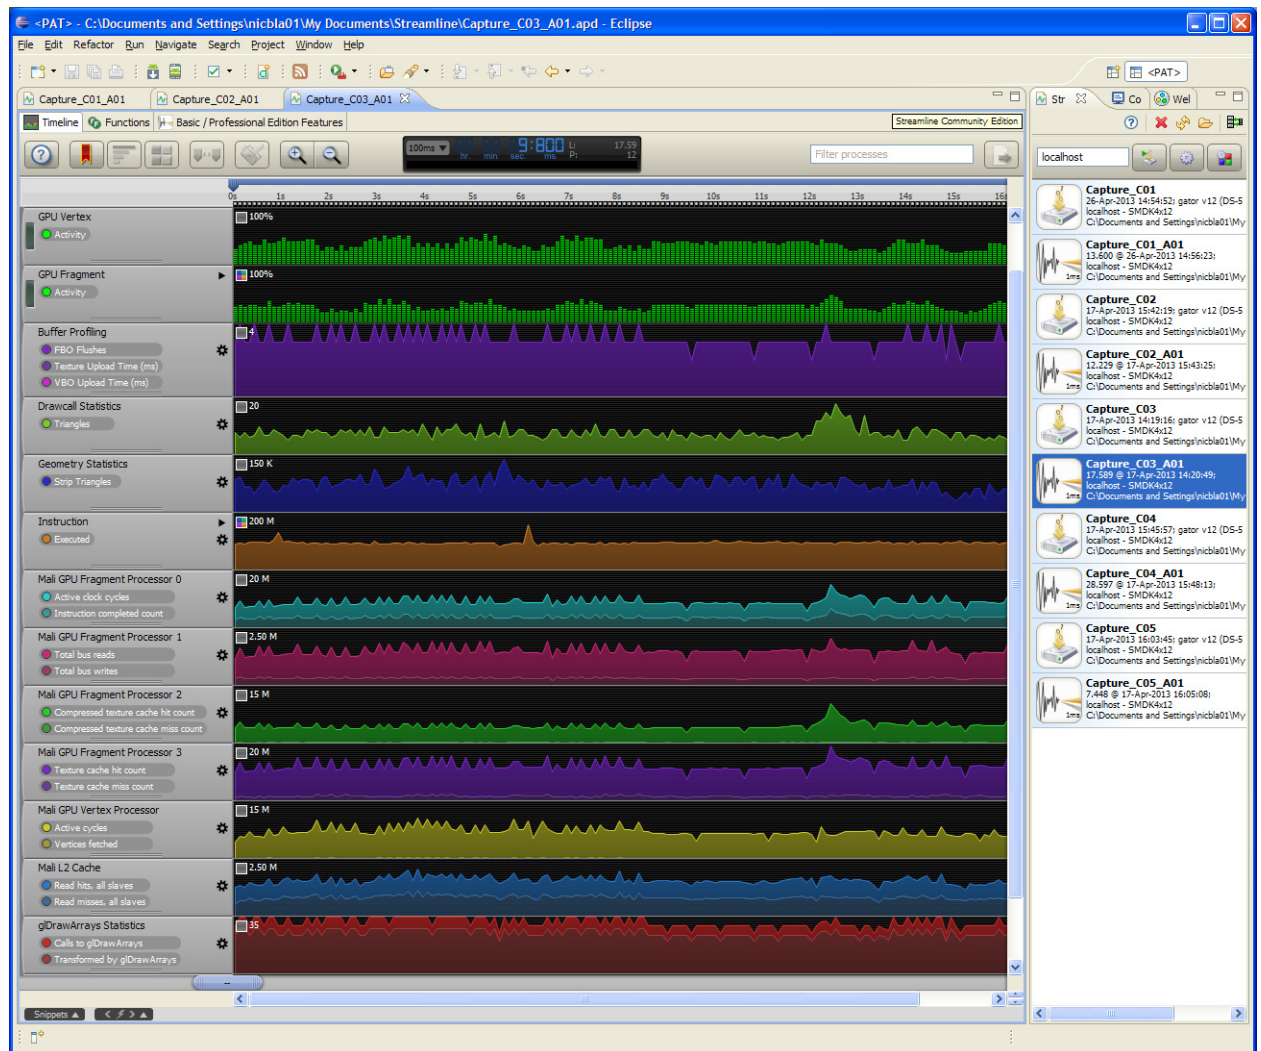 <PAT> - C:\Documents and Settings\nicbla01\My Documents\Streamline\Capture_C03_A01.apd - Eclipse
File Edit Refactor Run Navigate Search Project Window Help
<PAT>
Capture_C01_A01 Capture_C02_A01 Capture_C03_A01
Timeline Functions Basic / Professional Edition Features Streamline Community Edition
100ms hr. min. 9 sec. :800 ms. L: 17.59
P: 12
Filter processes
0s 1s 2s 3s 4s 5s 6s 7s 8s 9s 10s 11s 12s 13s 14s 15s 16s
GPU Vertex 100%
Activity
GPU Fragment 100%
Activity
Buffer Profiling 4
FBO Flushes
Texture Upload Time (ms)
VBO Upload Time (ms)
Drawcall Statistics 20
Triangles
Geometry Statistics 150 K
Strip Triangles
Instruction 200 M
Executed
Mali GPU Fragment Processor 0 20 M
Active clock cycles
Instruction completed count
Mali GPU Fragment Processor 1 2.50 M
Total bus reads
Total bus writes
Mali GPU Fragment Processor 2 15 M
Compressed texture cache hit count
Compressed texture cache miss count
Mali GPU Fragment Processor 3 20 M
Texture cache hit count
Texture cache miss count
Mali GPU Vertex Processor 15 M
Active cycles
Vertices fetched
Mali L2 Cache 2.50 M
Read hits, all slaves
Read misses, all slaves
glDrawArrays Statistics 35
Calls to glDrawArrays
Transformed by glDrawArrays
Snippets
Str Co Wel
localhost
Capture_C01
26-Apr-2013 14:54:52; gator v12 (DS-5
localhost - SMDK4x12
C:\Documents and Settings\nicbla01\My
Capture_C01_A01
13.600 @ 26-Apr-2013 14:56:23;
localhost - SMDK4x12
1ms C:\Documents and Settings\nicbla01\My
Capture_C02
17-Apr-2013 15:42:19; gator v12 (DS-5
localhost - SMDK4x12
C:\Documents and Settings\nicbla01\My
Capture_C02_A01
12.229 @ 17-Apr-2013 15:43:25;
localhost - SMDK4x12
1ms C:\Documents and Settings\nicbla01\My
Capture_C03
17-Apr-2013 14:19:16; gator v12 (DS-5
localhost - SMDK4x12
C:\Documents and Settings\nicbla01\My
Capture_C03_A01
17.589 @ 17-Apr-2013 14:20:49;
localhost - SMDK4x12
1ms C:\Documents and Settings\nicbla01\My
Capture_C04
17-Apr-2013 15:45:57; gator v12 (DS-5
localhost - SMDK4x12
C:\Documents and Settings\nicbla01\My
Capture_C04_A01
28.597 @ 17-Apr-2013 15:48:13;
localhost - SMDK4x12
1ms C:\Documents and Settings\nicbla01\My
Capture_C05
17-Apr-2013 16:03:45; gator v12 (DS-5
localhost - SMDK4x12
C:\Documents and Settings\nicbla01\My
Capture_C05_A01
7.448 @ 17-Apr-2013 16:05:08;
localhost - SMDK4x12
1ms C:\Documents and Settings\nicbla01\My